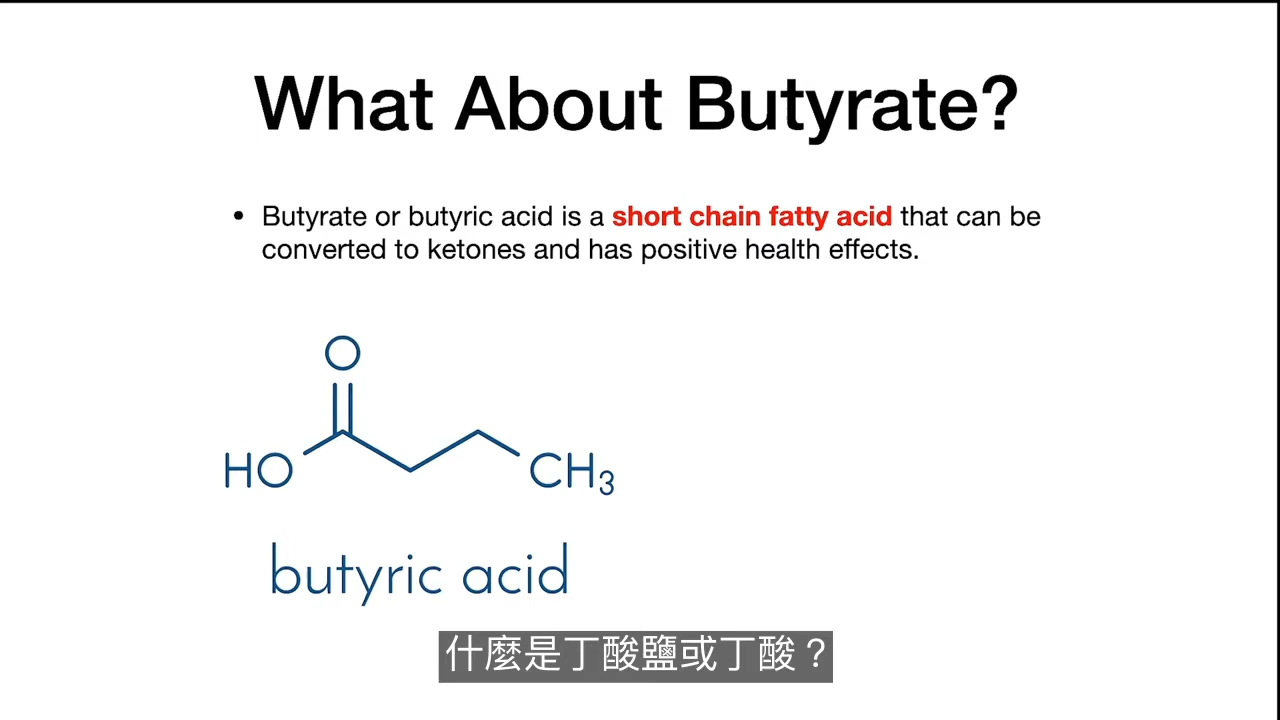 What About Butyrate?
• Butyrate or butyric acid is a short chain fatty acid that can be
converted to ketones and has positive health effects.
O
HO
CH₃
butyric acid
什麼是丁酸鹽或丁酸？